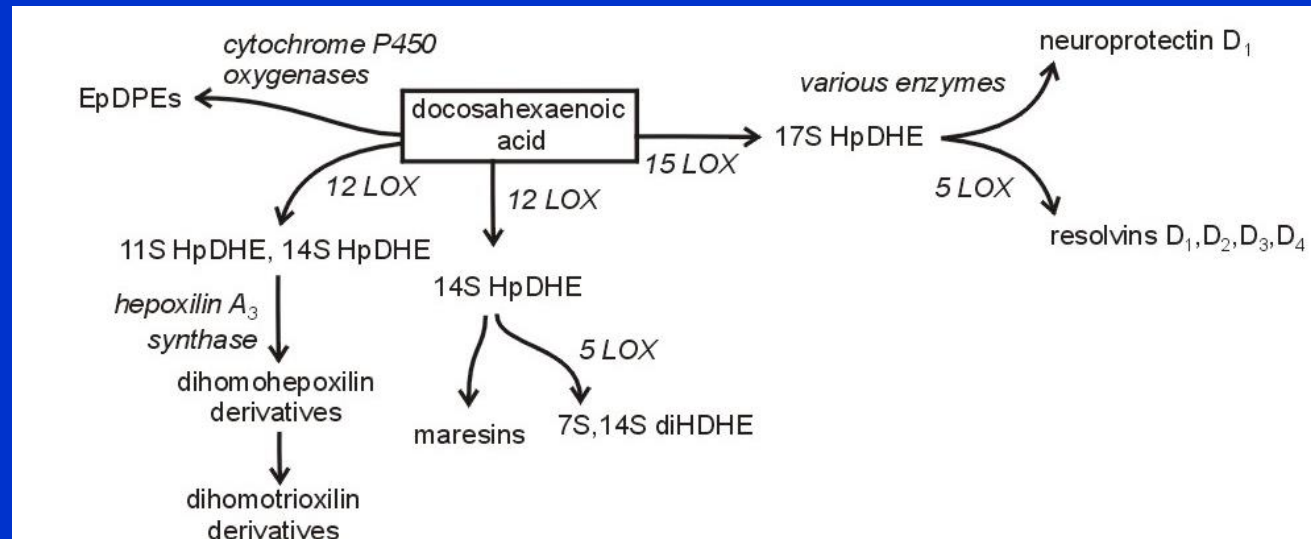 cytochrome P450
oxygenases
EpDPEs
docosahexaenoic
acid
12 LOX
12 LOX
15 LOX
17S HpDHE
various enzymes
neuroprotectin D₁
5 LOX
resolvins D₁,D₂,D₃,D₄
11S HpDHE, 14S HpDHE
hepoxilin A₃
synthase
dihomohepoxilin
derivatives
dihomotrioxilin
derivatives
14S HpDHE
5 LOX
maresins
7S,14S diHDHE